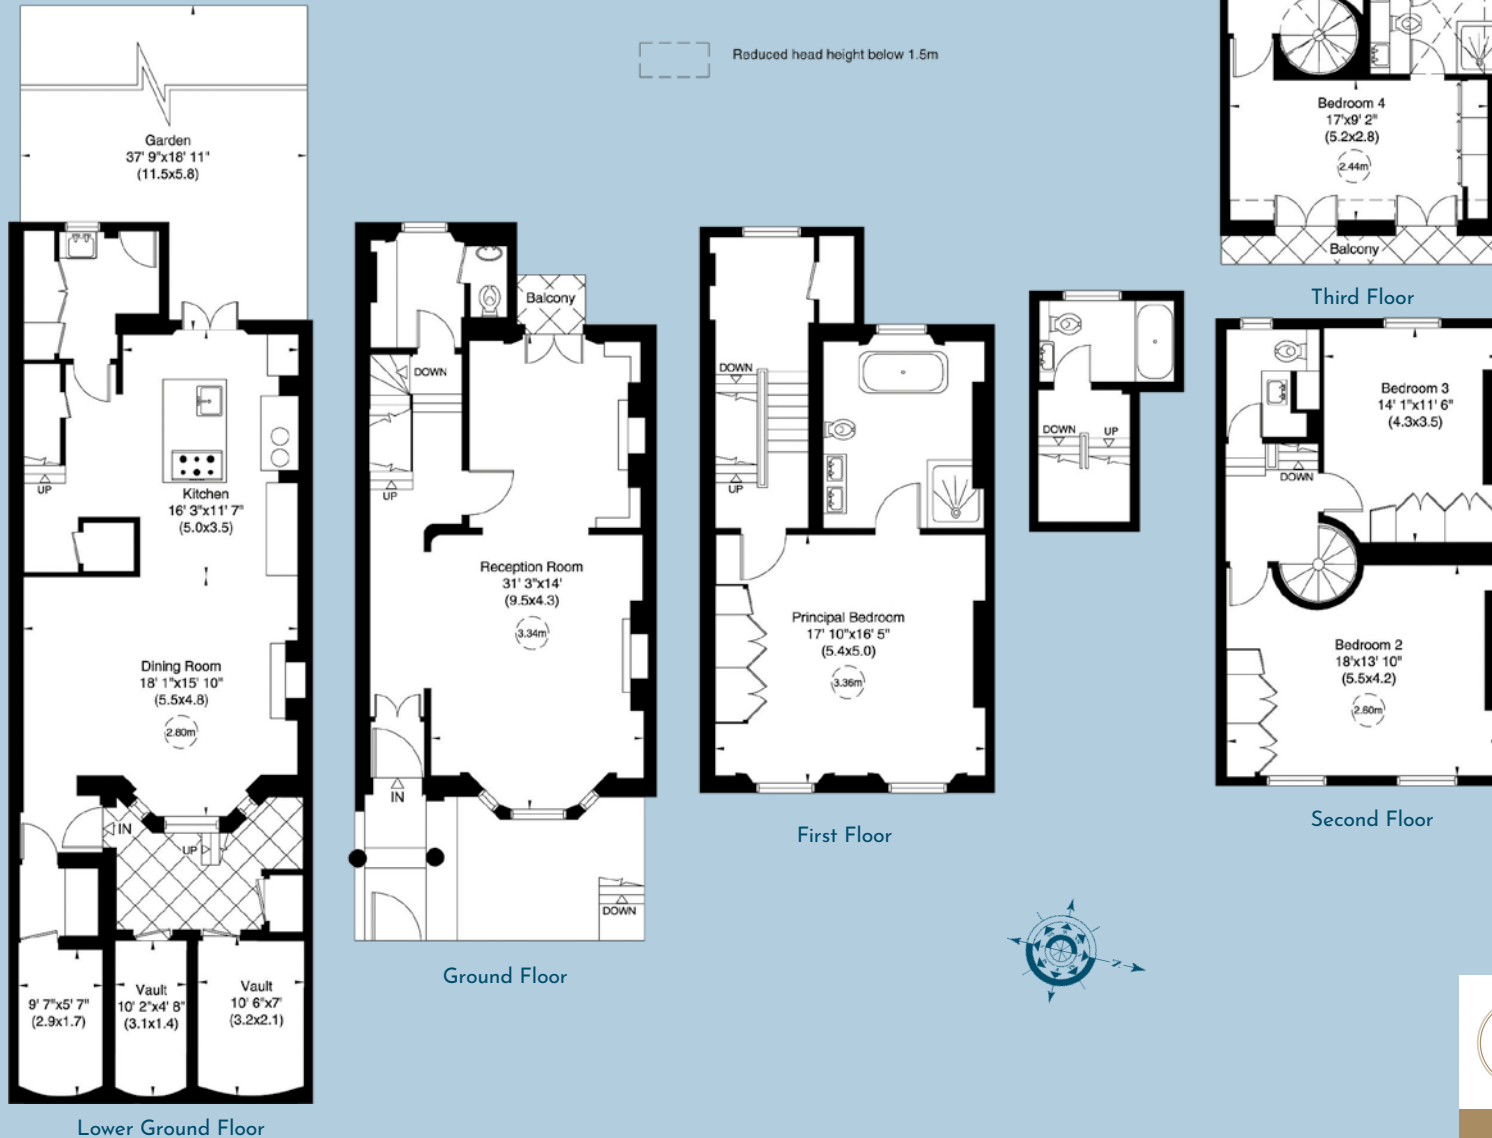 Reduced head height below 1.5m
Garden
37' 9"x18' 11"
(11.5x5.8)
UP
Kitchen
16' 3"x11' 7"
(5.0x3.5)
Dining Room
18' 1"x15' 10"
(5.5x4.8)
2.80m
IN
UP
9' 7"x5' 7"
(2.9x1.7)
Vault
10' 2"x4' 8"
(3.1x1.4)
Vault
10' 6"x7'
(3.2x2.1)
Lower Ground Floor
Balcony
DOWN
UP
Reception Room
31' 3"x14'
(9.5x4.3)
3.34m
IN
DOWN
Ground Floor
DOWN
UP
Principal Bedroom
17' 10"x16' 5"
(5.4x5.0)
3.36m
First Floor
DOWN
UP
Bedroom 4
17'x9' 2"
(5.2x2.8)
2.44m
Balcony
Third Floor
Bedroom 3
14' 1"x11' 6"
(4.3x3.5)
DOWN
Bedroom 2
18'x13' 10"
(5.5x4.2)
2.60m
Second Floor
N